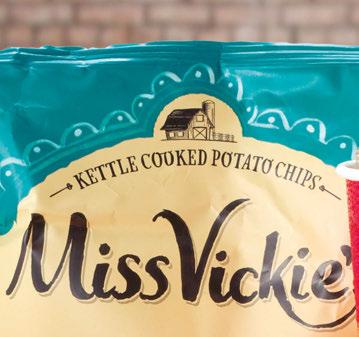 KETTLE COOKED POTATO CHIPS
Miss Vickie'